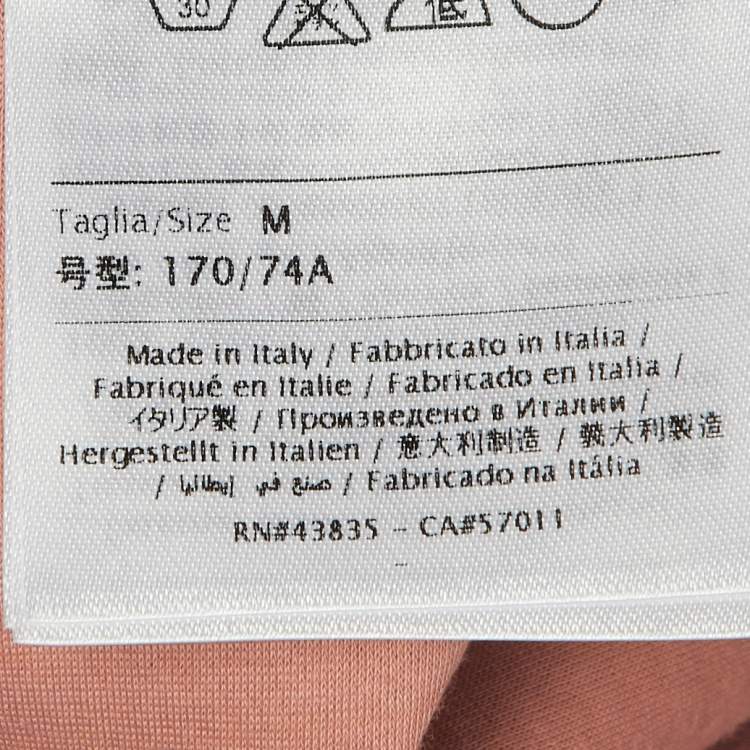 30
低
Taglia/Size M
号型: 170/74A
Made in Italy / Fabbricato in Italia /
Fabriqué en Italie / Fabricado en Italia /
イタリア製 / Произведено в Италии /
Hergestellt in Italien / 意大利制造 / 義大利製造
/ صنع في إيطاليا / Fabricado na Itália
RN#43835 - CA#57011
-